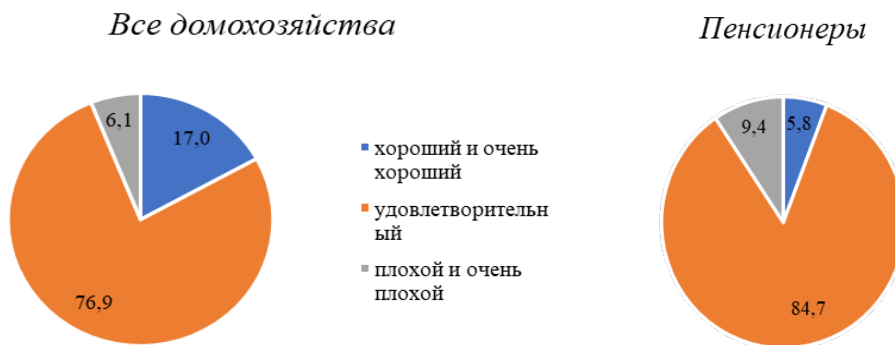 Все домохозяйства
6,1
17,0
76,9
хороший и очень
хороший
удовлетворительн
ый
плохой и очень
плохой
Пенсионеры
9,4
5,8
84,7